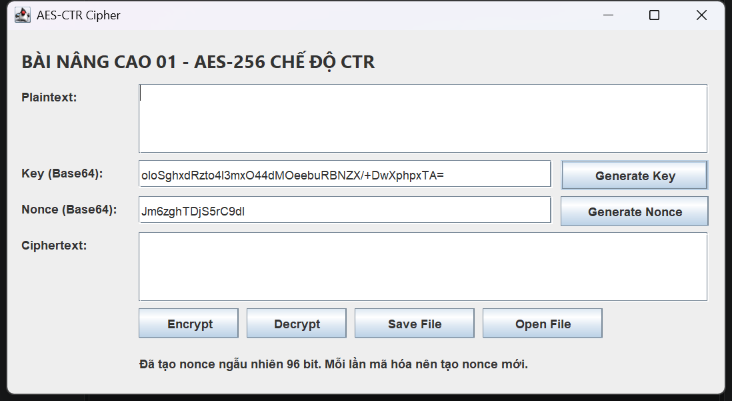 AES-CTR Cipher
BÀI NÂNG CAO 01 - AES-256 CHẾ ĐỘ CTR
Plaintext:
Key (Base64):
oIoSghxdRzto4I3mxO44dMOeebuRBNZX/+DwXphpxTA=
Generate Key
Nonce (Base64):
Jm6zghTDjS5rC9dI
Generate Nonce
Ciphertext:
Encrypt
Decrypt
Save File
Open File
Đã tạo nonce ngẫu nhiên 96 bit. Mỗi lần mã hóa nên tạo nonce mới.